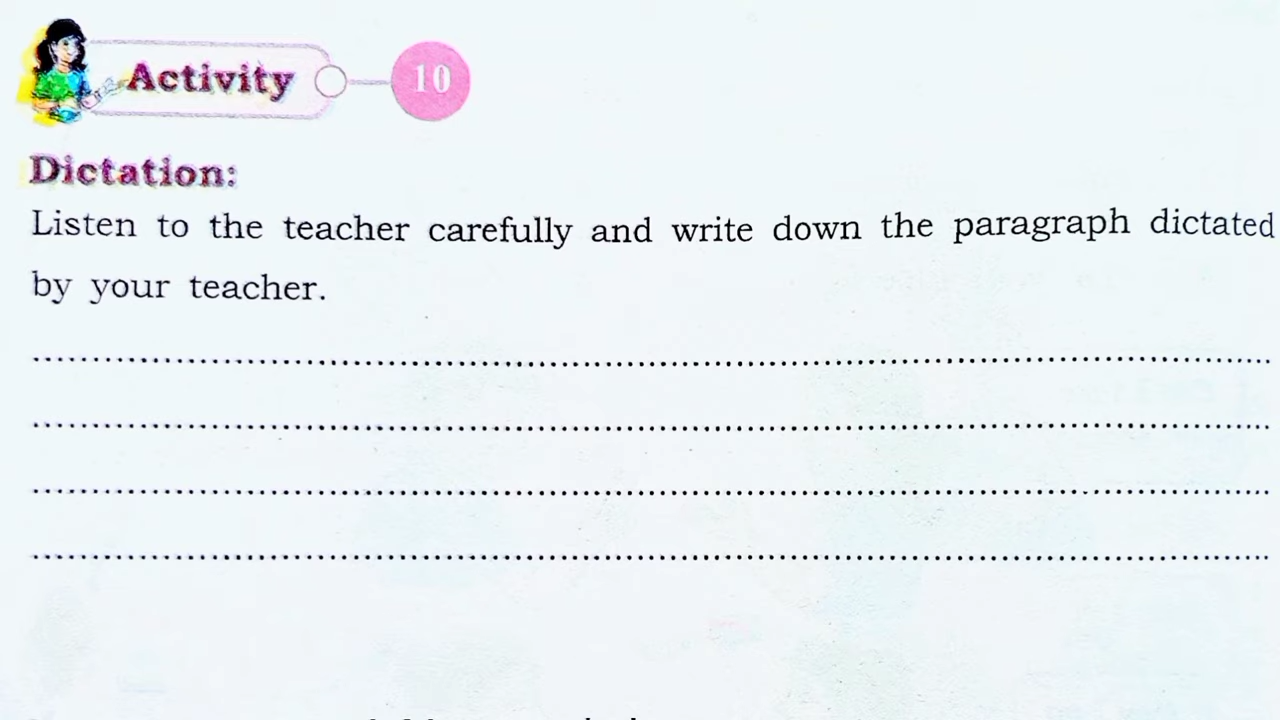 Activity 10
Dictation:
Listen to the teacher carefully and write down the paragraph dictated
by your teacher.